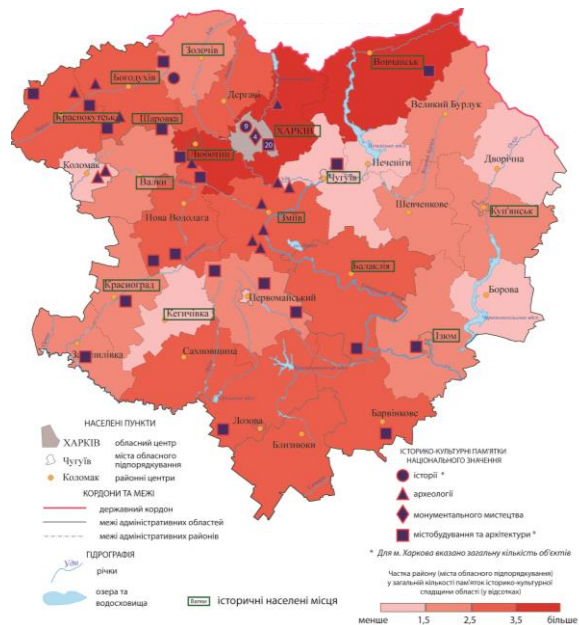 Золочів
Вовчанськ
Богодухів
Дергачі
Великий Бурлук
Краснокутськ
Шарівка
9
4
20
ХАРКІВ
Люботин
Печеніги
Дворічна
Коломак
Валки
Чугуїв
Нова Водолага
Зміїв
Шевченкове
Куп'янськ
Балаклія
Красноград
Первомайський
Борова
Кегичівка
Ізюм
Сахновщина
Лозова
Барвінкове
Близнюки
НАСЕЛЕНІ ПУНКТИ
ХАРКІВ обласний центр
Чугуїв міста обласного підпорядкування
Коломак районні центри
КОРДОНИ ТА МЕЖІ
державний кордон
межі адміністративних областей
межі адміністративних районів
ГІДРОГРАФІЯ
Уди річки
озера та
водосховища
Валки історичні населені місця
ІСТОРИКО-КУЛЬТУРНІ ПАМ'ЯТКИ
НАЦІОНАЛЬНОГО ЗНАЧЕННЯ
історії *
археології
монументального мистецтва
містобудування та архітектури *
* Для м. Харкова вказано загальну кількість об'єктів
Частка району (міста обласного підпорядкування)
у загальній кількості пам'яток історико-культурної
спадщини області (у відсотках)
менше 1,5 2,5 3,5 більше